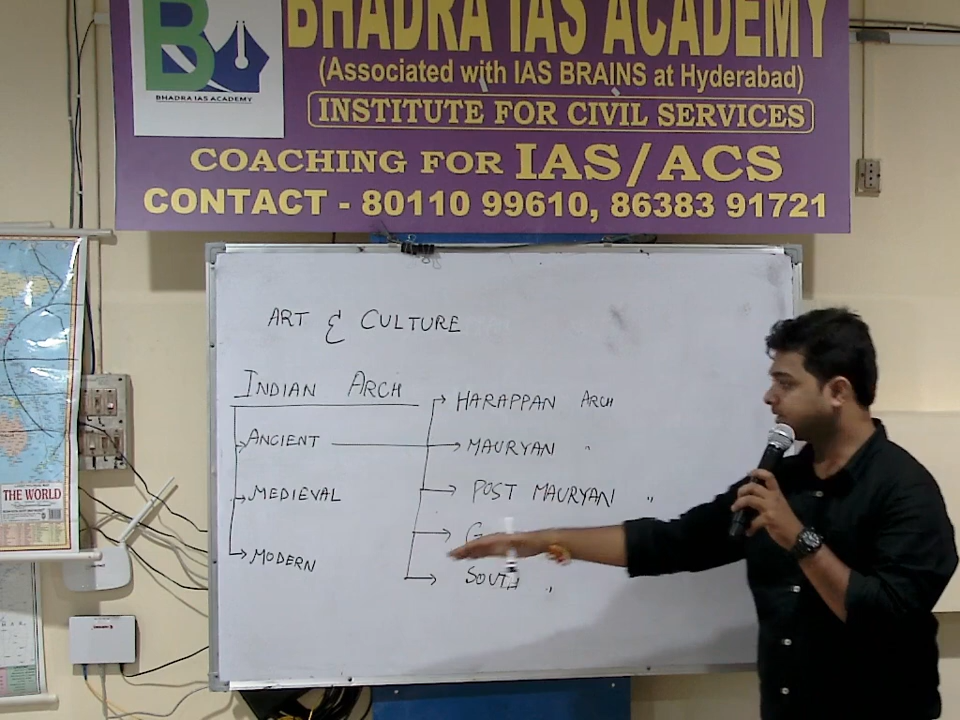 BHADRA IAS ACADEMY
BHADRA IAS ACADEMY
(Associated with IAS BRAINS at Hyderabad)
INSTITUTE FOR CIVIL SERVICES
COACHING FOR IAS/ACS
CONTACT - 80110 99610, 86383 91721
ART & CULTURE
INDIAN ARCH
ANCIENT
MEDIEVAL
MODERN
HARAPPAN ARCH
MAURYAN "
POST MAURYAN "
G
SOUTH "
THE WORLD